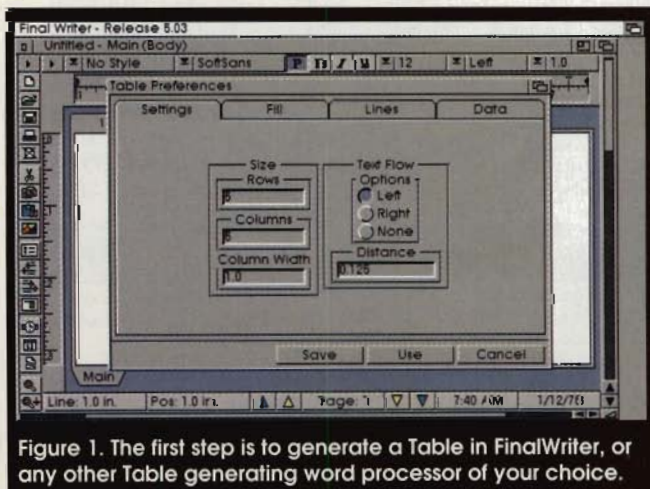 Final Writer - Release 5.03
Untitled - Main (Body)
No Style SoftSans P B I U 12 Left 1.0
Table Preferences
Settings Fill Lines Data
Size
Rows
Columns
Column Width
1.0
Text Flow
Options
Left
Right
None
Distance
0.125
Save Use Cancel
Main
Line: 1.0 in. Pos: 1.0 in. Page: 1 7:40 AM
Figure 1. The first step is to generate a Table in FinalWriter, or
any other Table generating word processor of your choice.